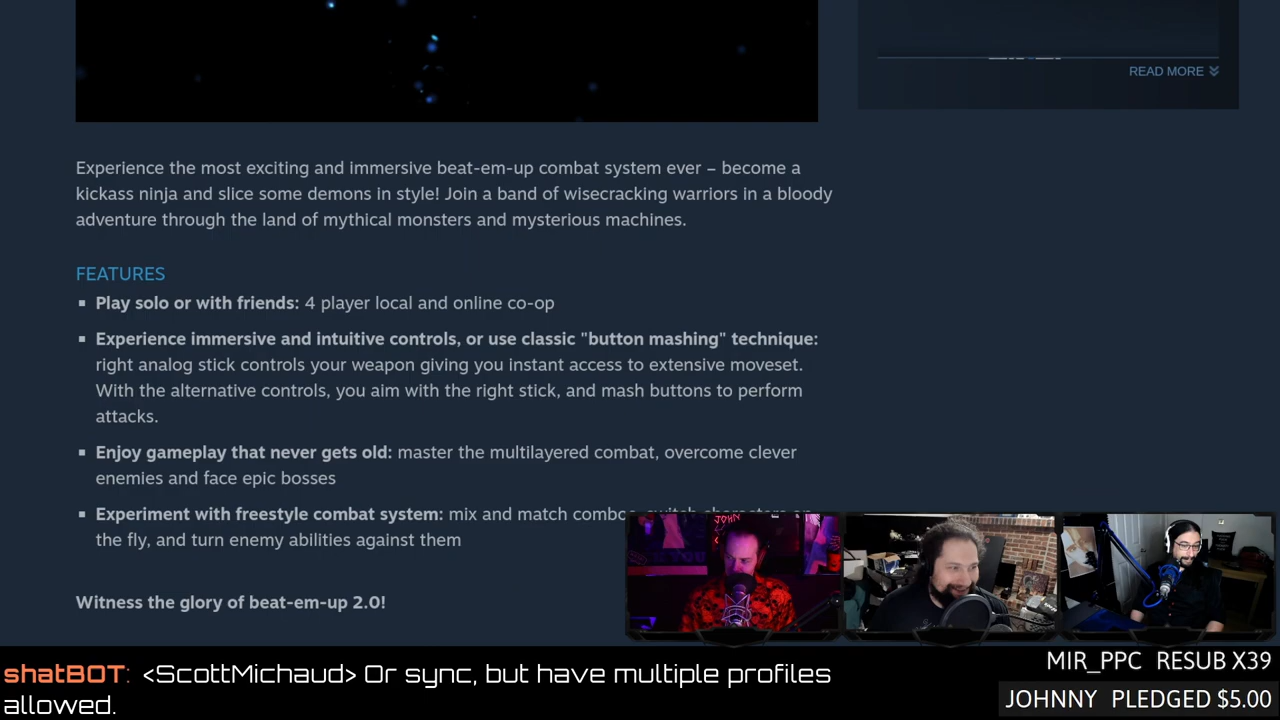 READ MORE
Experience the most exciting and immersive beat-em-up combat system ever – become a
kickass ninja and slice some demons in style! Join a band of wisecracking warriors in a bloody
adventure through the land of mythical monsters and mysterious machines.
FEATURES
▪ Play solo or with friends: 4 player local and online co-op
▪ Experience immersive and intuitive controls, or use classic "button mashing" technique:
right analog stick controls your weapon giving you instant access to extensive moveset.
With the alternative controls, you aim with the right stick, and mash buttons to perform
attacks.
▪ Enjoy gameplay that never gets old: master the multilayered combat, overcome clever
enemies and face epic bosses
▪ Experiment with freestyle combat system: mix and match combos, switch characters on
the fly, and turn enemy abilities against them
Witness the glory of beat-em-up 2.0!
JOHN
shatBOT: <ScottMichaud> Or sync, but have multiple profiles
allowed.
MIR_PPC RESUB X39
JOHNNY PLEDGED $5.00